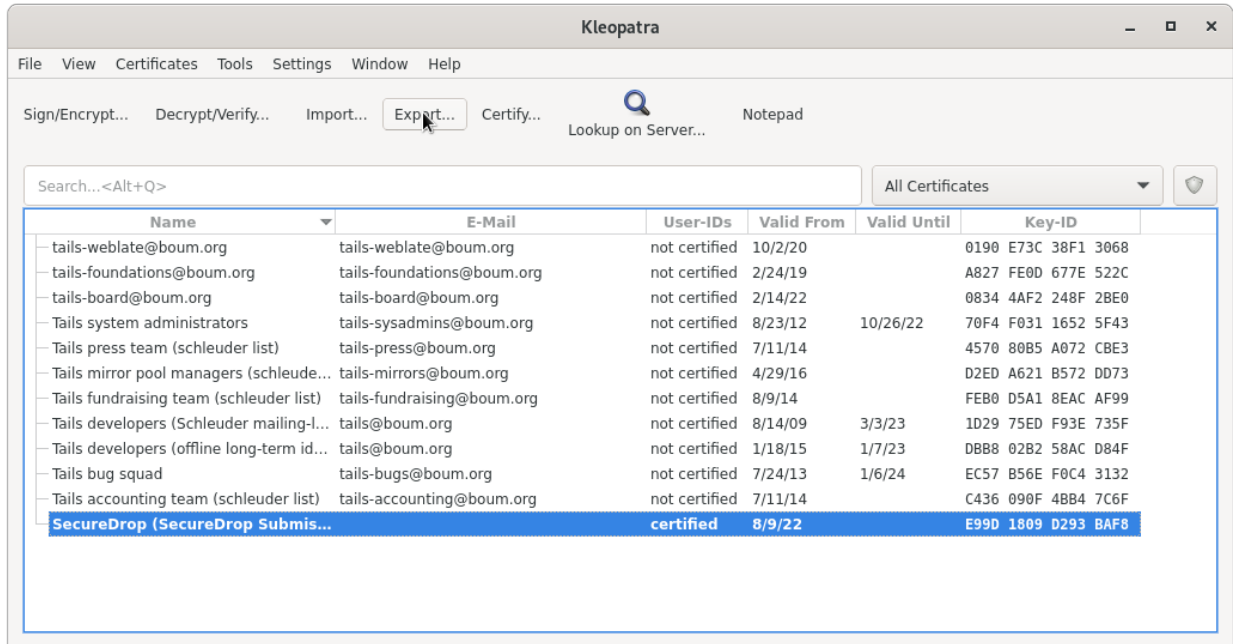 Kleopatra
File View Certificates Tools Settings Window Help
Sign/Encrypt... Decrypt/Verify... Import... Export... Certify... Lookup on Server... Notepad
Search...<Alt+Q> All Certificates
Name E-Mail User-IDs Valid From Valid Until Key-ID
tails-weblate@boum.org tails-weblate@boum.org not certified 10/2/20 0190 E73C 38F1 3068
tails-foundations@boum.org tails-foundations@boum.org not certified 2/24/19 A827 FE0D 677E 522C
tails-board@boum.org tails-board@boum.org not certified 2/14/22 0834 4AF2 248F 2BE0
Tails system administrators tails-sysadmins@boum.org not certified 8/23/12 10/26/22 70F4 F031 1652 5F43
Tails press team (schleuder list) tails-press@boum.org not certified 7/11/14 4570 80B5 A072 CBE3
Tails mirror pool managers (schleude... tails-mirrors@boum.org not certified 4/29/16 D2ED A621 B572 DD73
Tails fundraising team (schleuder list) tails-fundraising@boum.org not certified 8/9/14 FEB0 D5A1 8EAC AF99
Tails developers (Schleuder mailing-l... tails@boum.org not certified 8/14/09 3/3/23 1D29 75ED F93E 735F
Tails developers (offline long-term id... tails@boum.org not certified 1/18/15 1/7/23 DBB8 02B2 58AC D84F
Tails bug squad tails-bugs@boum.org not certified 7/24/13 1/6/24 EC57 B56E F0C4 3132
Tails accounting team (schleuder list) tails-accounting@boum.org not certified 7/11/14 C436 090F 4BB4 7C6F
SecureDrop (SecureDrop Submis... certified 8/9/22 E99D 1809 D293 BAF8